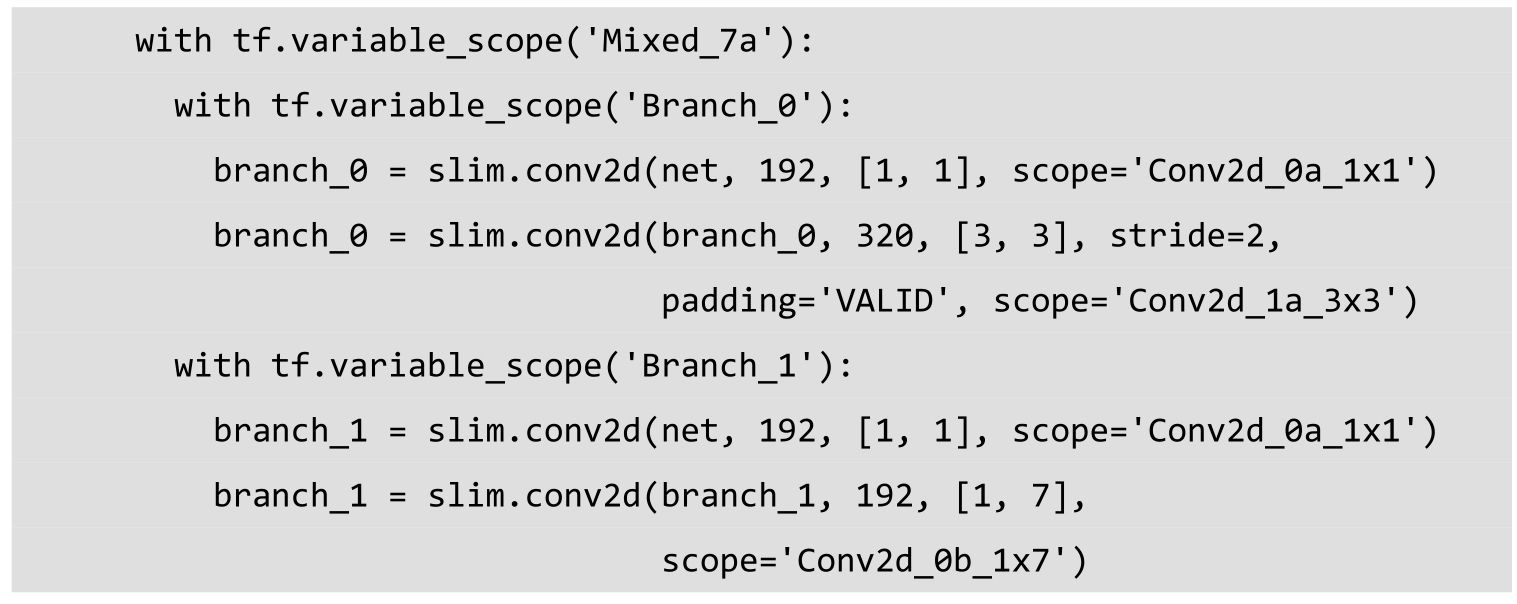 with tf.variable_scope('Mixed_7a'):
with tf.variable_scope('Branch_0'):
branch_0 = slim.conv2d(net, 192, [1, 1], scope='Conv2d_0a_1x1')
branch_0 = slim.conv2d(branch_0, 320, [3, 3], stride=2,
padding='VALID', scope='Conv2d_1a_3x3')
with tf.variable_scope('Branch_1'):
branch_1 = slim.conv2d(net, 192, [1, 1], scope='Conv2d_0a_1x1')
branch_1 = slim.conv2d(branch_1, 192, [1, 7],
scope='Conv2d_0b_1x7')